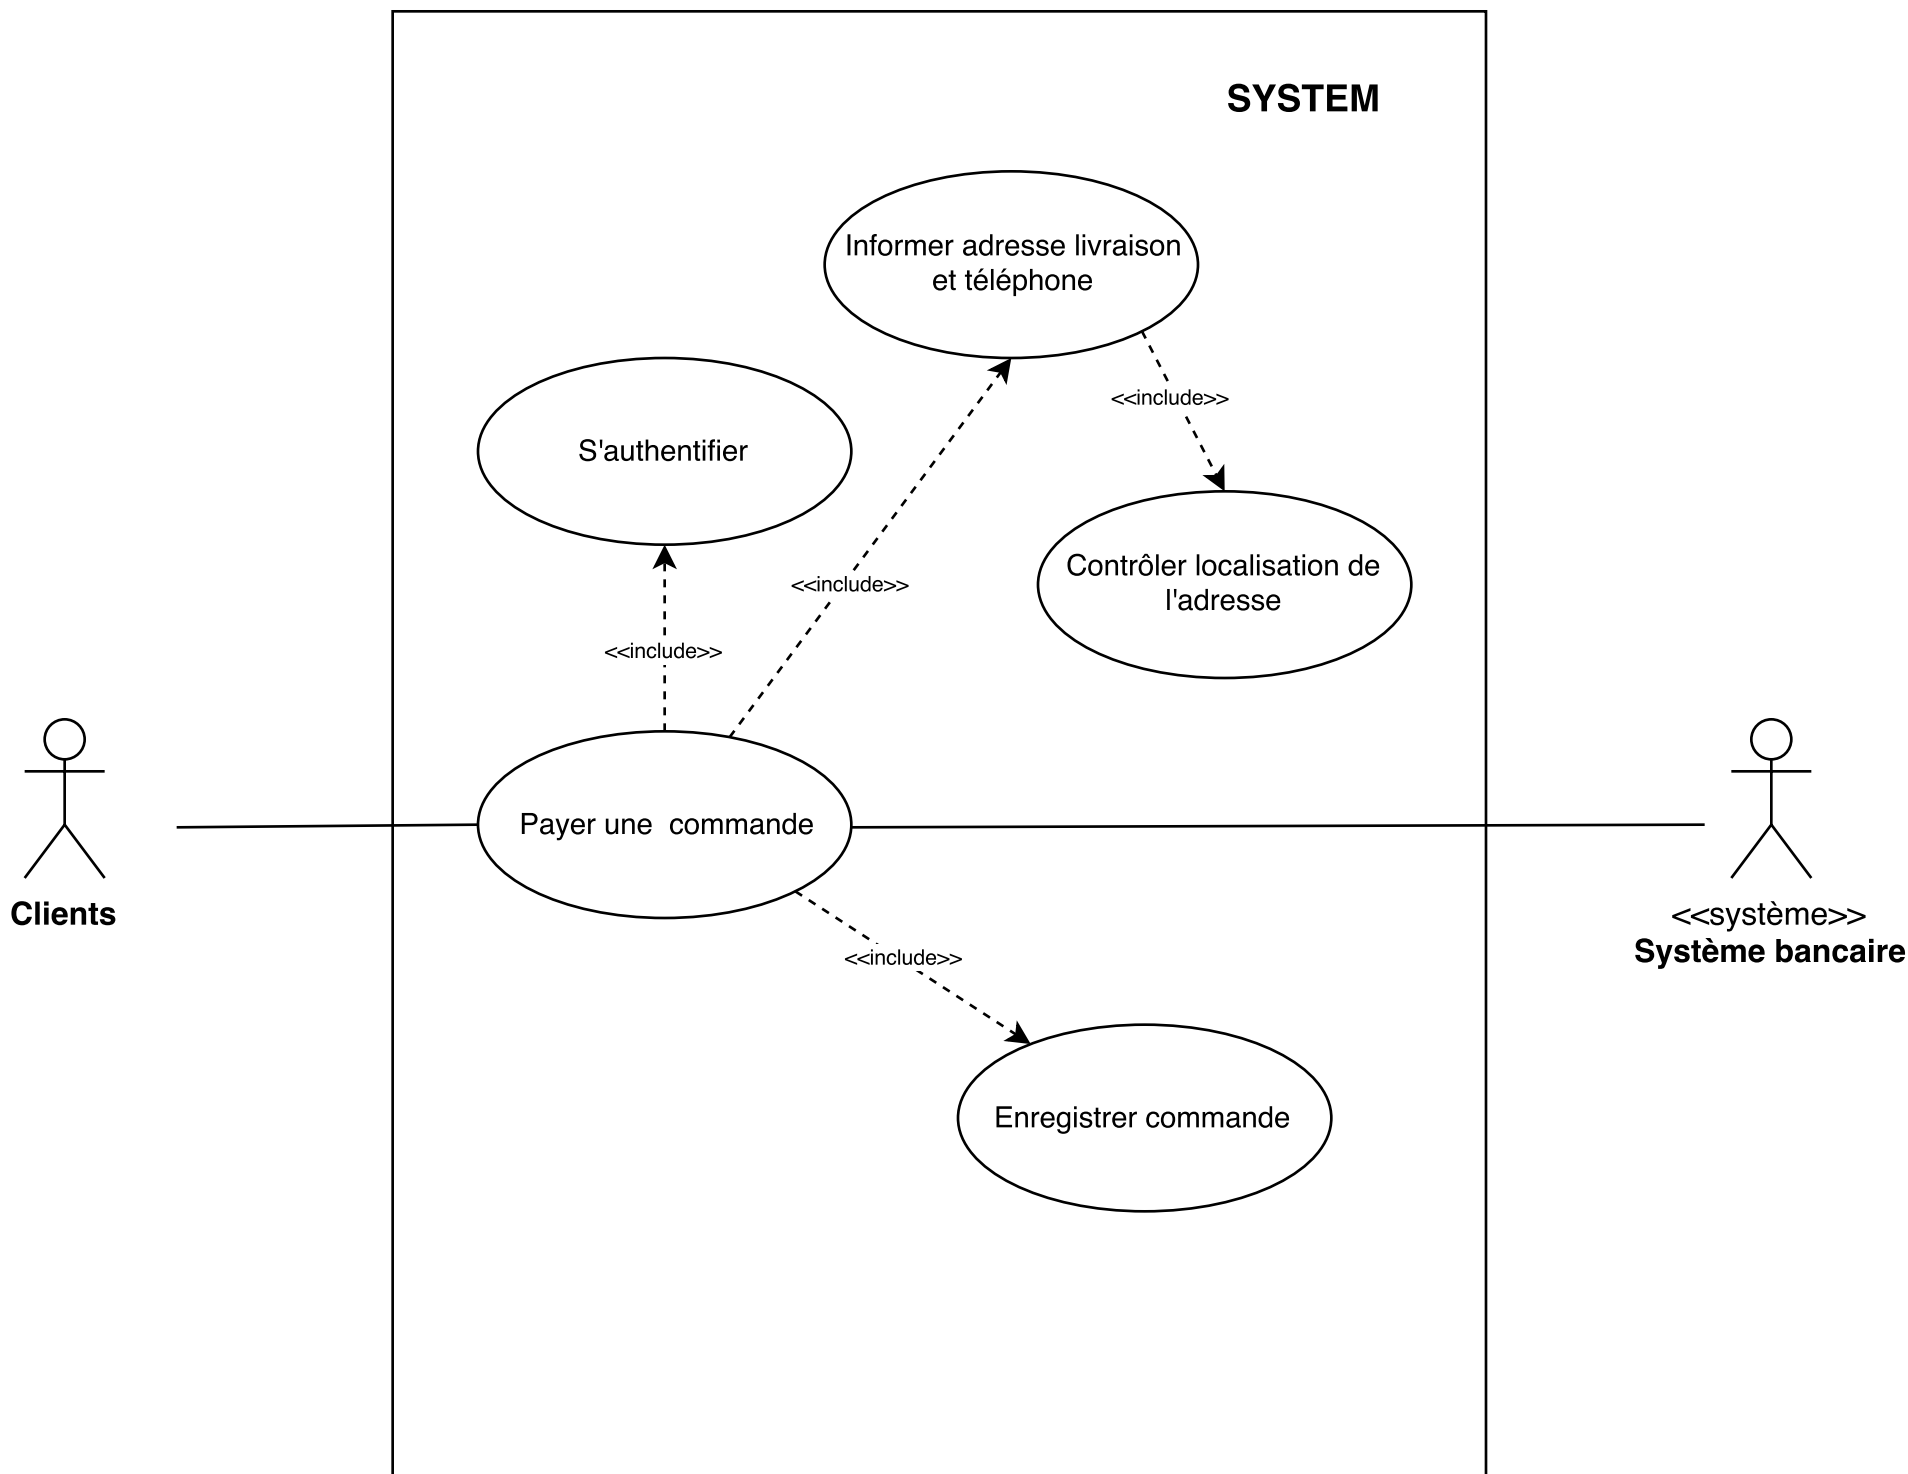 SYSTEM
Informer adresse livraison
et téléphone
<<include>>
S'authentifier
Contrôler localisation de
l'adresse
<<include>>
<<include>>
Payer une  commande
Clients
<<système>>
Système bancaire
<<include>>
Enregistrer commande